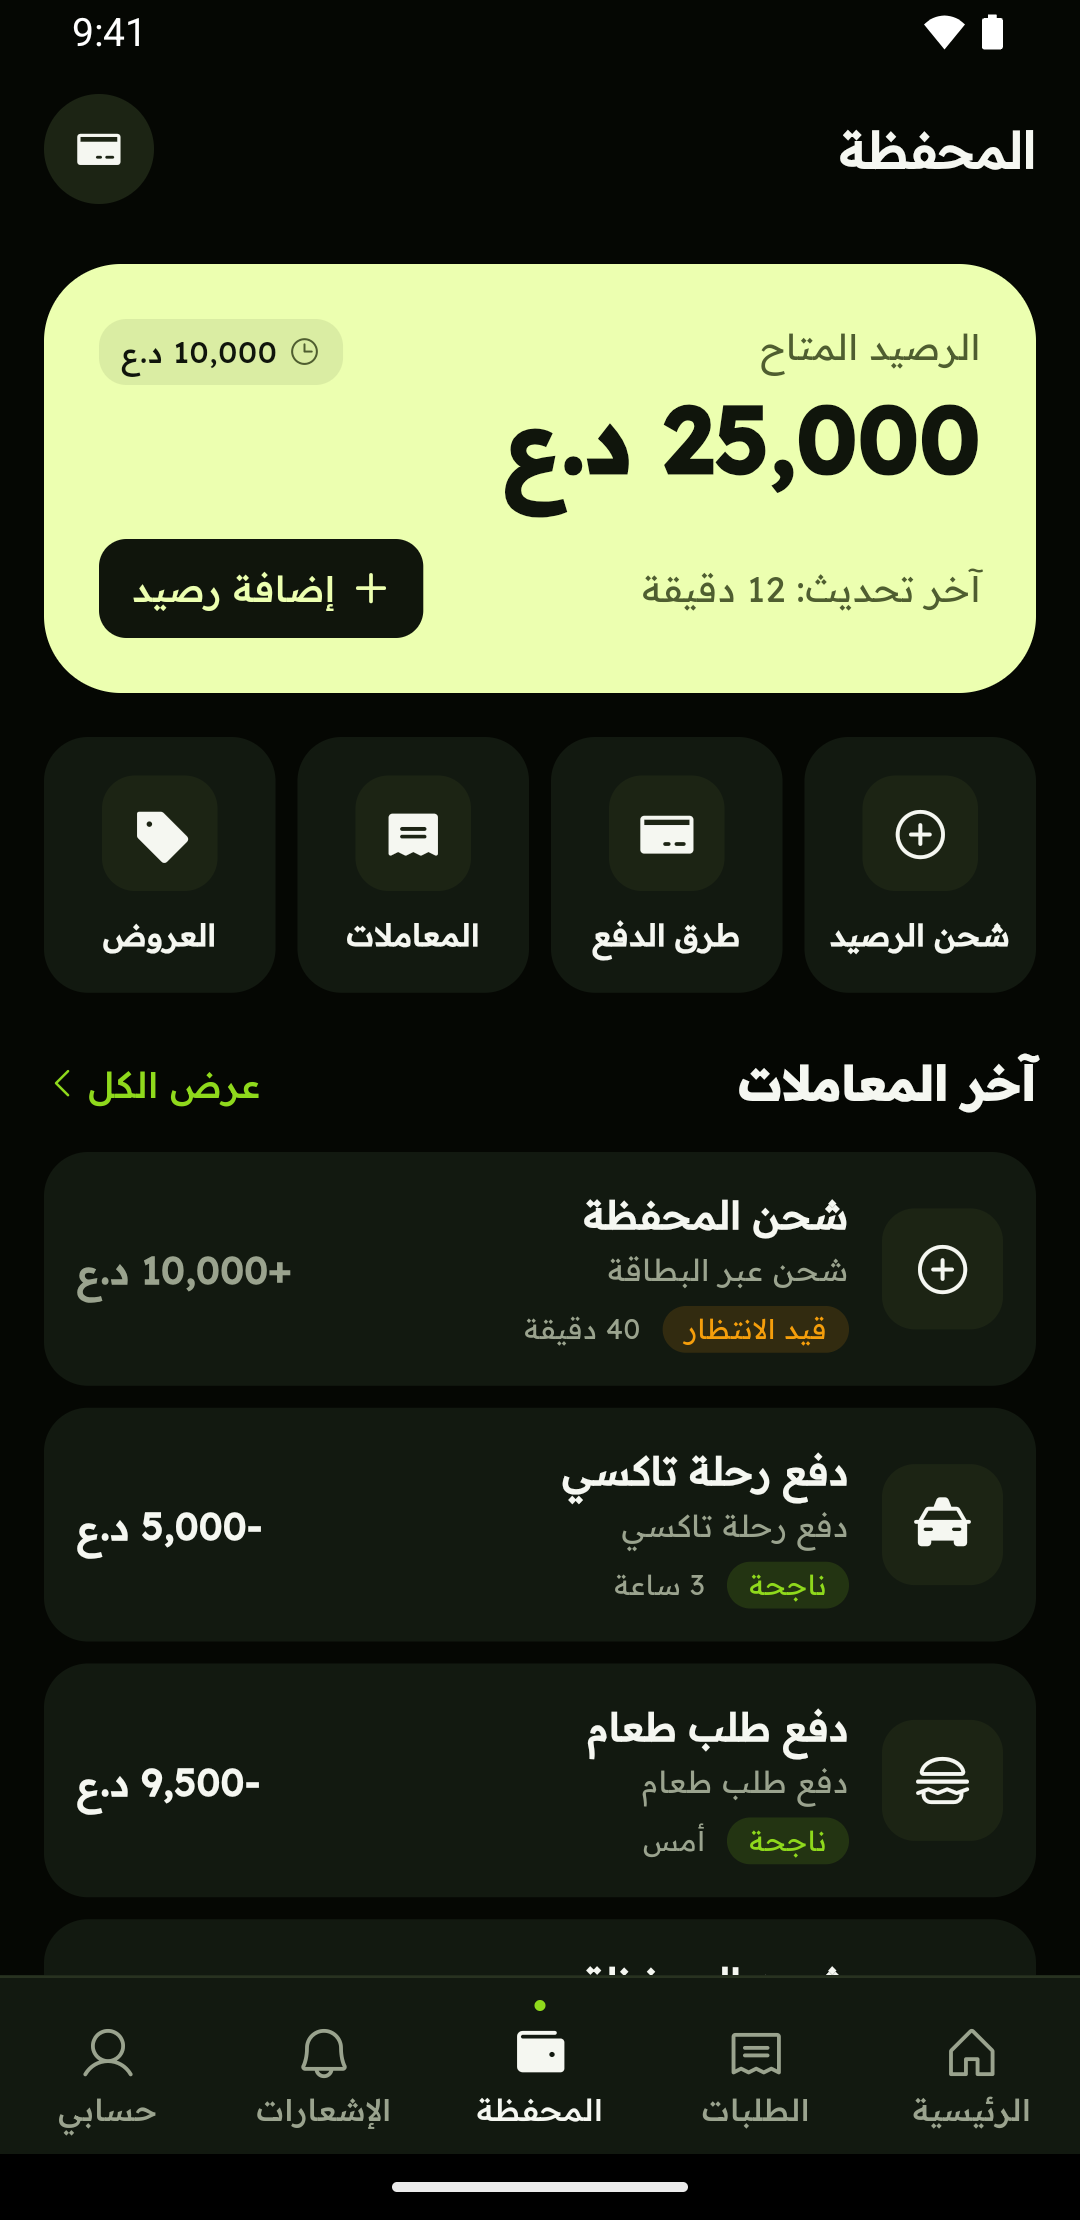 9:41
المحفظة
الرصيد المتاح
10,000 د.ع
25,000 د.ع
آخر تحديث: 12 دقيقة
إضافة رصيد
شحن الرصيد
طرق الدفع
المعاملات
العروض
آخر المعاملات
عرض الكل
شحن المحفظة
شحن عبر البطاقة
+10,000 د.ع
قيد الانتظار
40 دقيقة
دفع رحلة تاكسي
دفع رحلة تاكسي
-5,000 د.ع
ناجحة
3 ساعة
دفع طلب طعام
دفع طلب طعام
-9,500 د.ع
ناجحة
أمس
الرئيسية
الطلبات
المحفظة
الإشعارات
حسابي